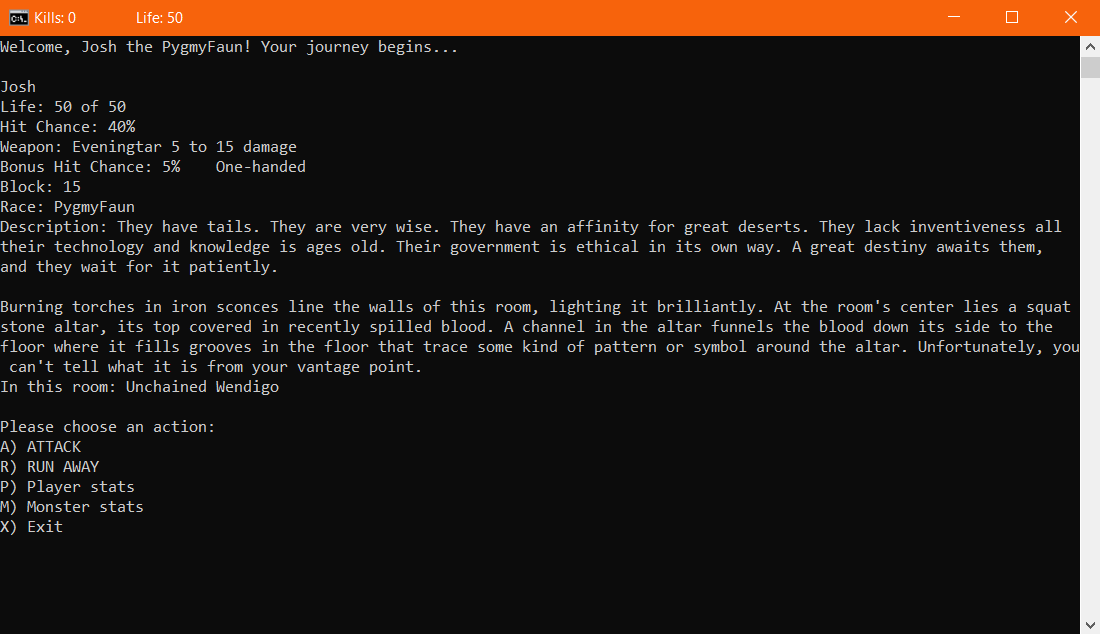 Kills: 0 Life: 50
Welcome, Josh the PygmyFaun! Your journey begins...
Josh
Life: 50 of 50
Hit Chance: 40%
Weapon: Eveningtar 5 to 15 damage
Bonus Hit Chance: 5% One-handed
Block: 15
Race: PygmyFaun
Description: They have tails. They are very wise. They have an affinity for great deserts. They lack inventiveness all
their technology and knowledge is ages old. Their government is ethical in its own way. A great destiny awaits them,
and they wait for it patiently.
Burning torches in iron sconces line the walls of this room, lighting it brilliantly. At the room's center lies a squat
stone altar, its top covered in recently spilled blood. A channel in the altar funnels the blood down its side to the
floor where it fills grooves in the floor that trace some kind of pattern or symbol around the altar. Unfortunately, you
can't tell what it is from your vantage point.
In this room: Unchained Wendigo
Please choose an action:
A) ATTACK
R) RUN AWAY
P) Player stats
M) Monster stats
X) Exit